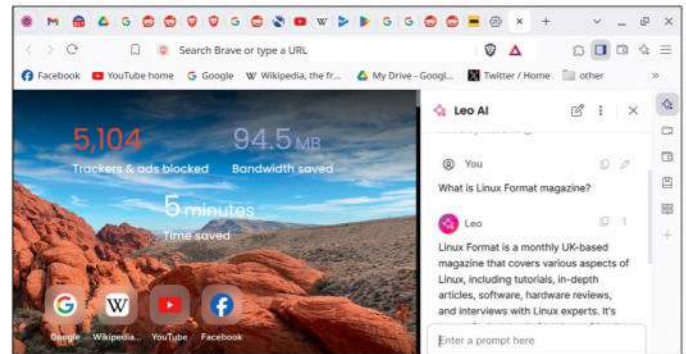 Search Brave or type a URL
Facebook YouTube home Google Wikipedia, the fr... My Drive - Googl... Twitter / Home other
5,104
Trackers & ads blocked
94.5 MB
Bandwidth saved
5 minutes
Time saved
Google Wikipedia... YouTube Facebook
Leo AI
You
What is Linux Format magazine?
Leo
Linux Format is a monthly UK-based
magazine that covers various aspects of
Linux, including tutorials, in-depth
articles, software, hardware reviews,
and interviews with Linux experts. It's
Enter a prompt here